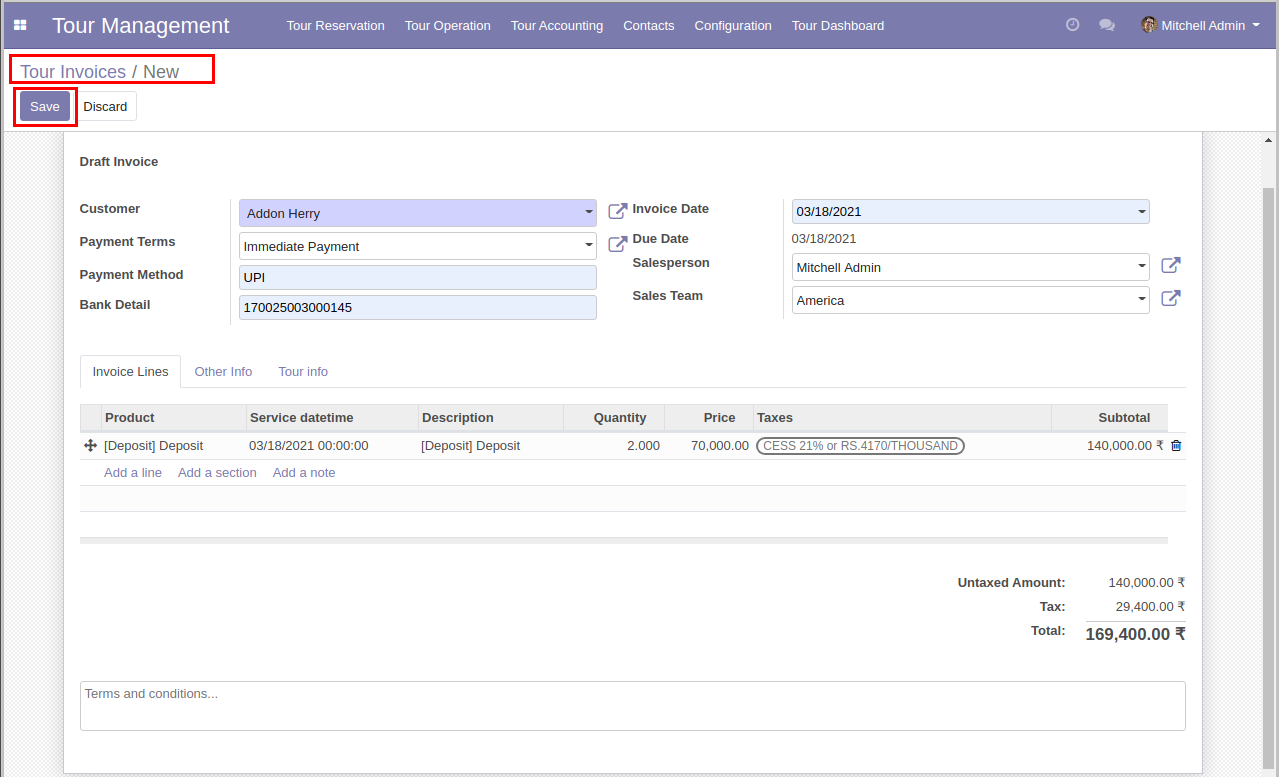 Tour Management Tour Reservation Tour Operation Tour Accounting Contacts Configuration Tour Dashboard Mitchell Admin
Tour Invoices / New
Save Discard
Draft Invoice
Customer Addon Herry Invoice Date 03/18/2021
Payment Terms Immediate Payment Due Date 03/18/2021
Payment Method UPI Salesperson Mitchell Admin
Bank Detail 170025003000145 Sales Team America
Invoice Lines Other Info Tour info
Product Service datetime Description Quantity Price Taxes Subtotal
[Deposit] Deposit 03/18/2021 00:00:00 [Deposit] Deposit 2.000 70,000.00 CESS 21% or RS.4170/THOUSAND 140,000.00 ₹
Add a line Add a section Add a note
Untaxed Amount: 140,000.00 ₹
Tax: 29,400.00 ₹
Total: 169,400.00 ₹
Terms and conditions...